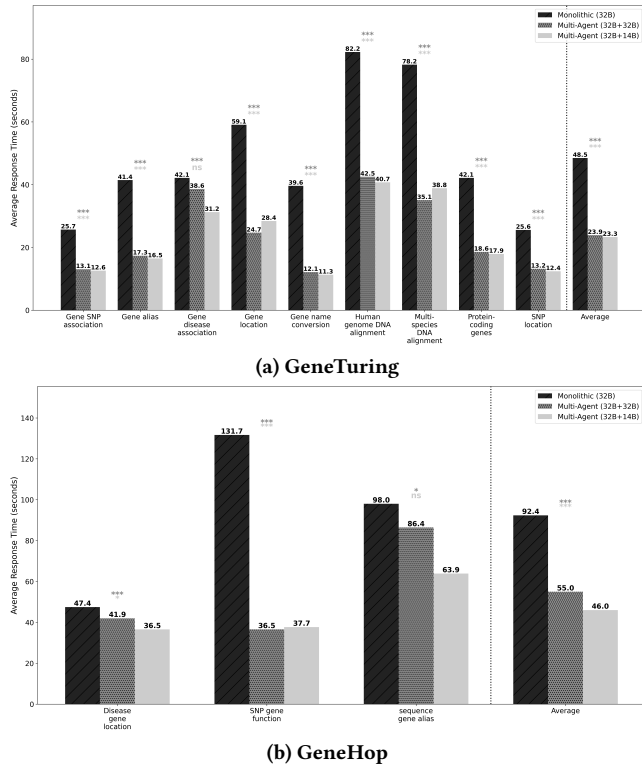 Monolithic (32B)
Multi-Agent (32B+32B)
Multi-Agent (32B+14B)
Average Response Time (seconds)
80
60
40
20
0
25.7
13.1
12.6
***
***
41.4
17.3
16.5
***
***
42.1
38.6
31.2
***
ns
59.1
24.7
28.4
***
***
39.6
12.1
11.3
***
***
82.2
42.5
40.7
***
***
78.2
35.1
38.8
***
***
42.1
18.6
17.9
***
***
25.6
13.2
12.4
***
***
48.5
23.9
23.3
***
***
Gene SNP
association
Gene alias
Gene
disease
association
Gene
location
Gene name
conversion
Human
genome DNA
alignment
Multi-
species
DNA
alignment
Protein-
coding
genes
SNP
location
Average
(a) GeneTuring
Monolithic (32B)
Multi-Agent (32B+32B)
Multi-Agent (32B+14B)
Average Response Time (seconds)
140
120
100
80
60
40
20
0
47.4
41.9
36.5
***
*
131.7
36.5
37.7
***
***
98.0
86.4
63.9
*
ns
92.4
55.0
46.0
***
***
Disease
gene
location
SNP gene
function
sequence
gene alias
Average
(b) GeneHop